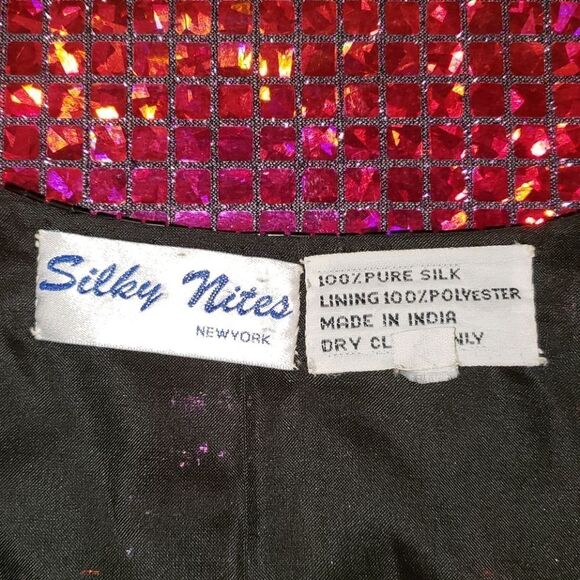 Silky Nites
NEWYORK
100% PURE SILK
LINING 100% POLYESTER
MADE IN INDIA
DRY